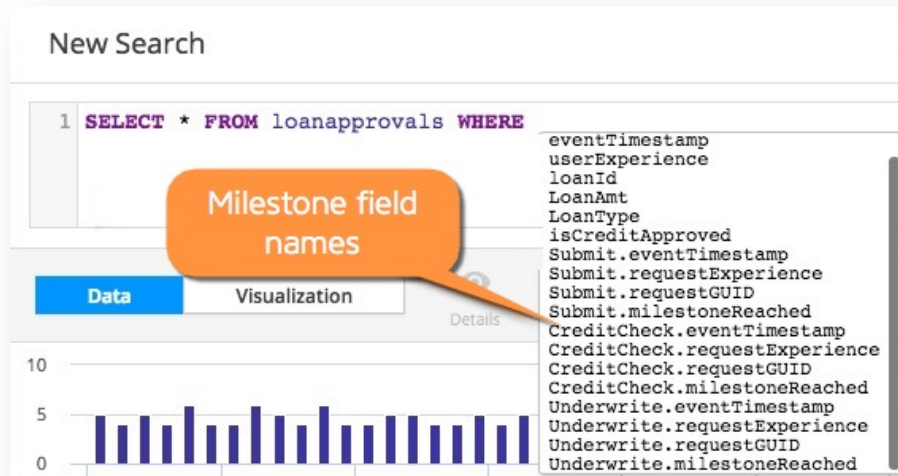 New Search
1 SELECT * FROM loanapprovals WHERE
eventTimestamp
userExperience
loanId
LoanAmt
LoanType
isCreditApproved
Submit.eventTimestamp
Submit.requestExperience
Submit.requestGUID
Submit.milestoneReached
CreditCheck.eventTimestamp
CreditCheck.requestExperience
CreditCheck.requestGUID
CreditCheck.milestoneReached
Underwrite.eventTimestamp
Underwrite.requestExperience
Underwrite.requestGUID
Underwrite.milestoneReached
Milestone field
names
Data
Visualization
Details
10
5
0